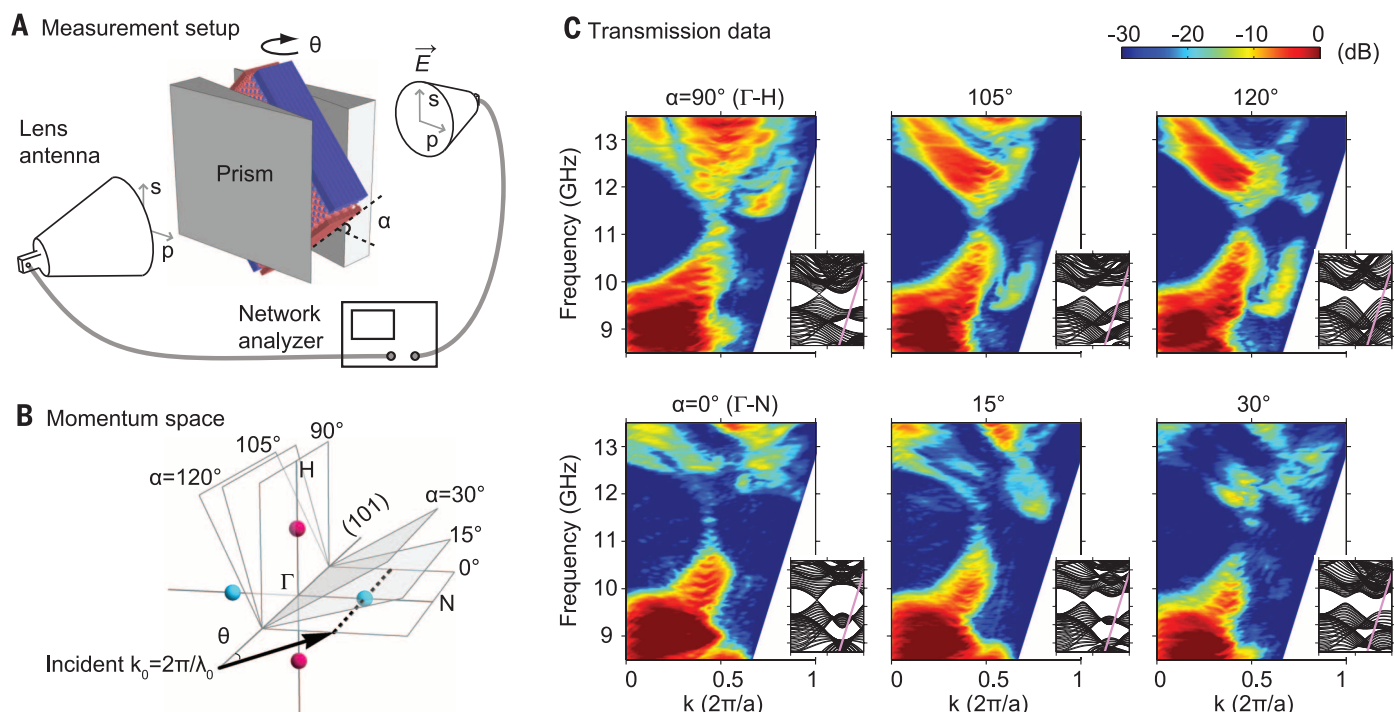 A Measurement setup
θ
E
s
p
Lens
antenna
s
p
Prism
α
Network
analyzer
B Momentum space
105°
90°
α=120°
H
α=30°
(101)
15°
0°
Γ
N
θ
Incident k₀=2π/λ₀
C Transmission data
-30 -20 -10 0 (dB)
α=90° (Γ-H)
105°
120°
Frequency (GHz)
13
12
11
10
9
α=0° (Γ-N)
15°
30°
Frequency (GHz)
13
12
11
10
9
0 0.5 1
k (2π/a)
0 0.5 1
k (2π/a)
0 0.5 1
k (2π/a)